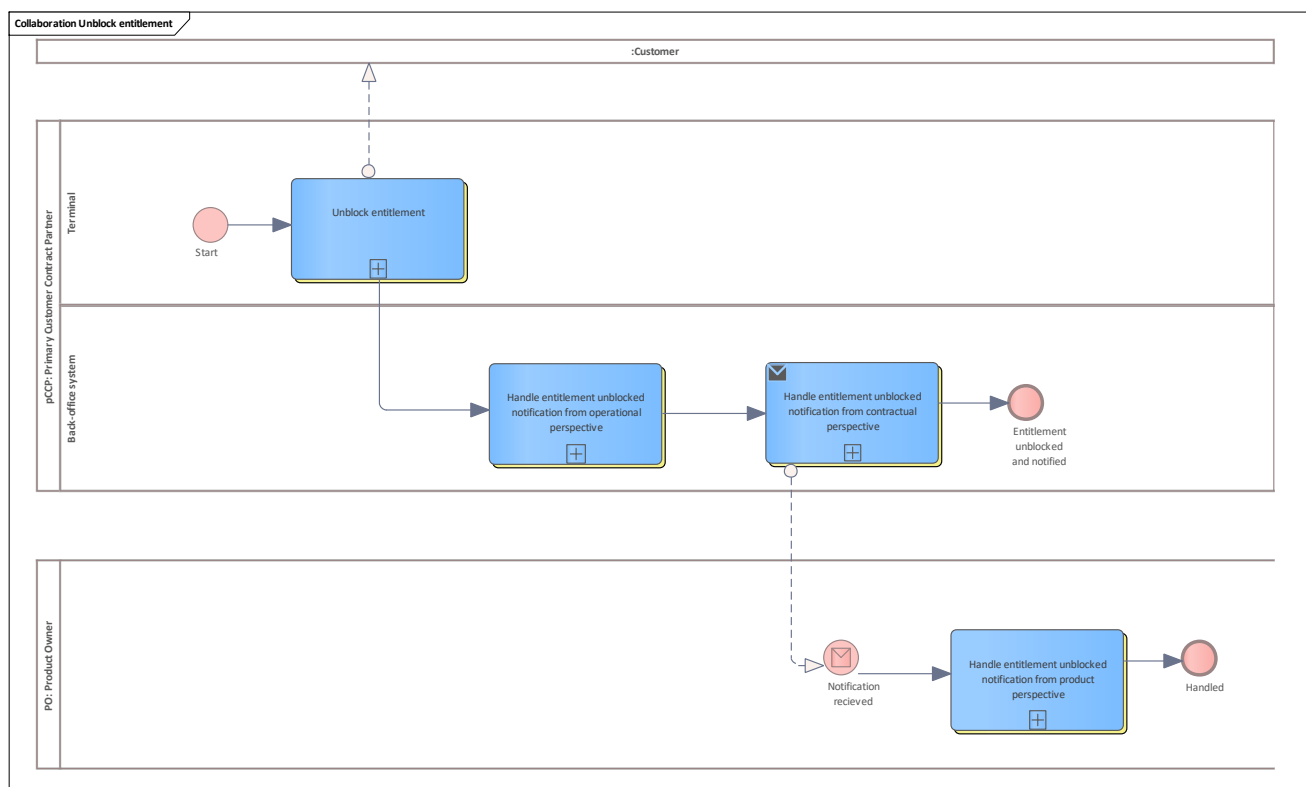 Collaboration Unblock entitlement
:Customer
pCCP: Primary Customer Contract Partner
Terminal
Unblock entitlement
Start
Back-office system
Handle entitlement unblocked
notification from operational
perspective
Handle entitlement unblocked
notification from contractual
perspective
Entitlement
unblocked
and notified
PO: Product Owner
Notification
recieved
Handle entitlement unblocked
notification from product
perspective
Handled